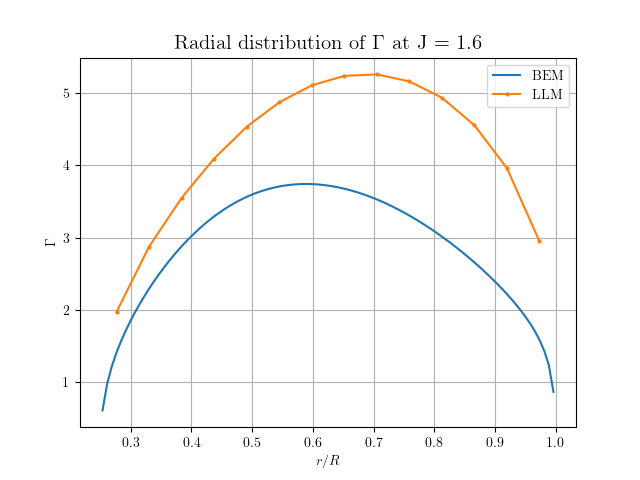 Radial distribution of Γ at J = 1.6
BEM
LLM
Γ
5
4
3
2
1
0.3 0.4 0.5 0.6 0.7 0.8 0.9 1.0
r/R